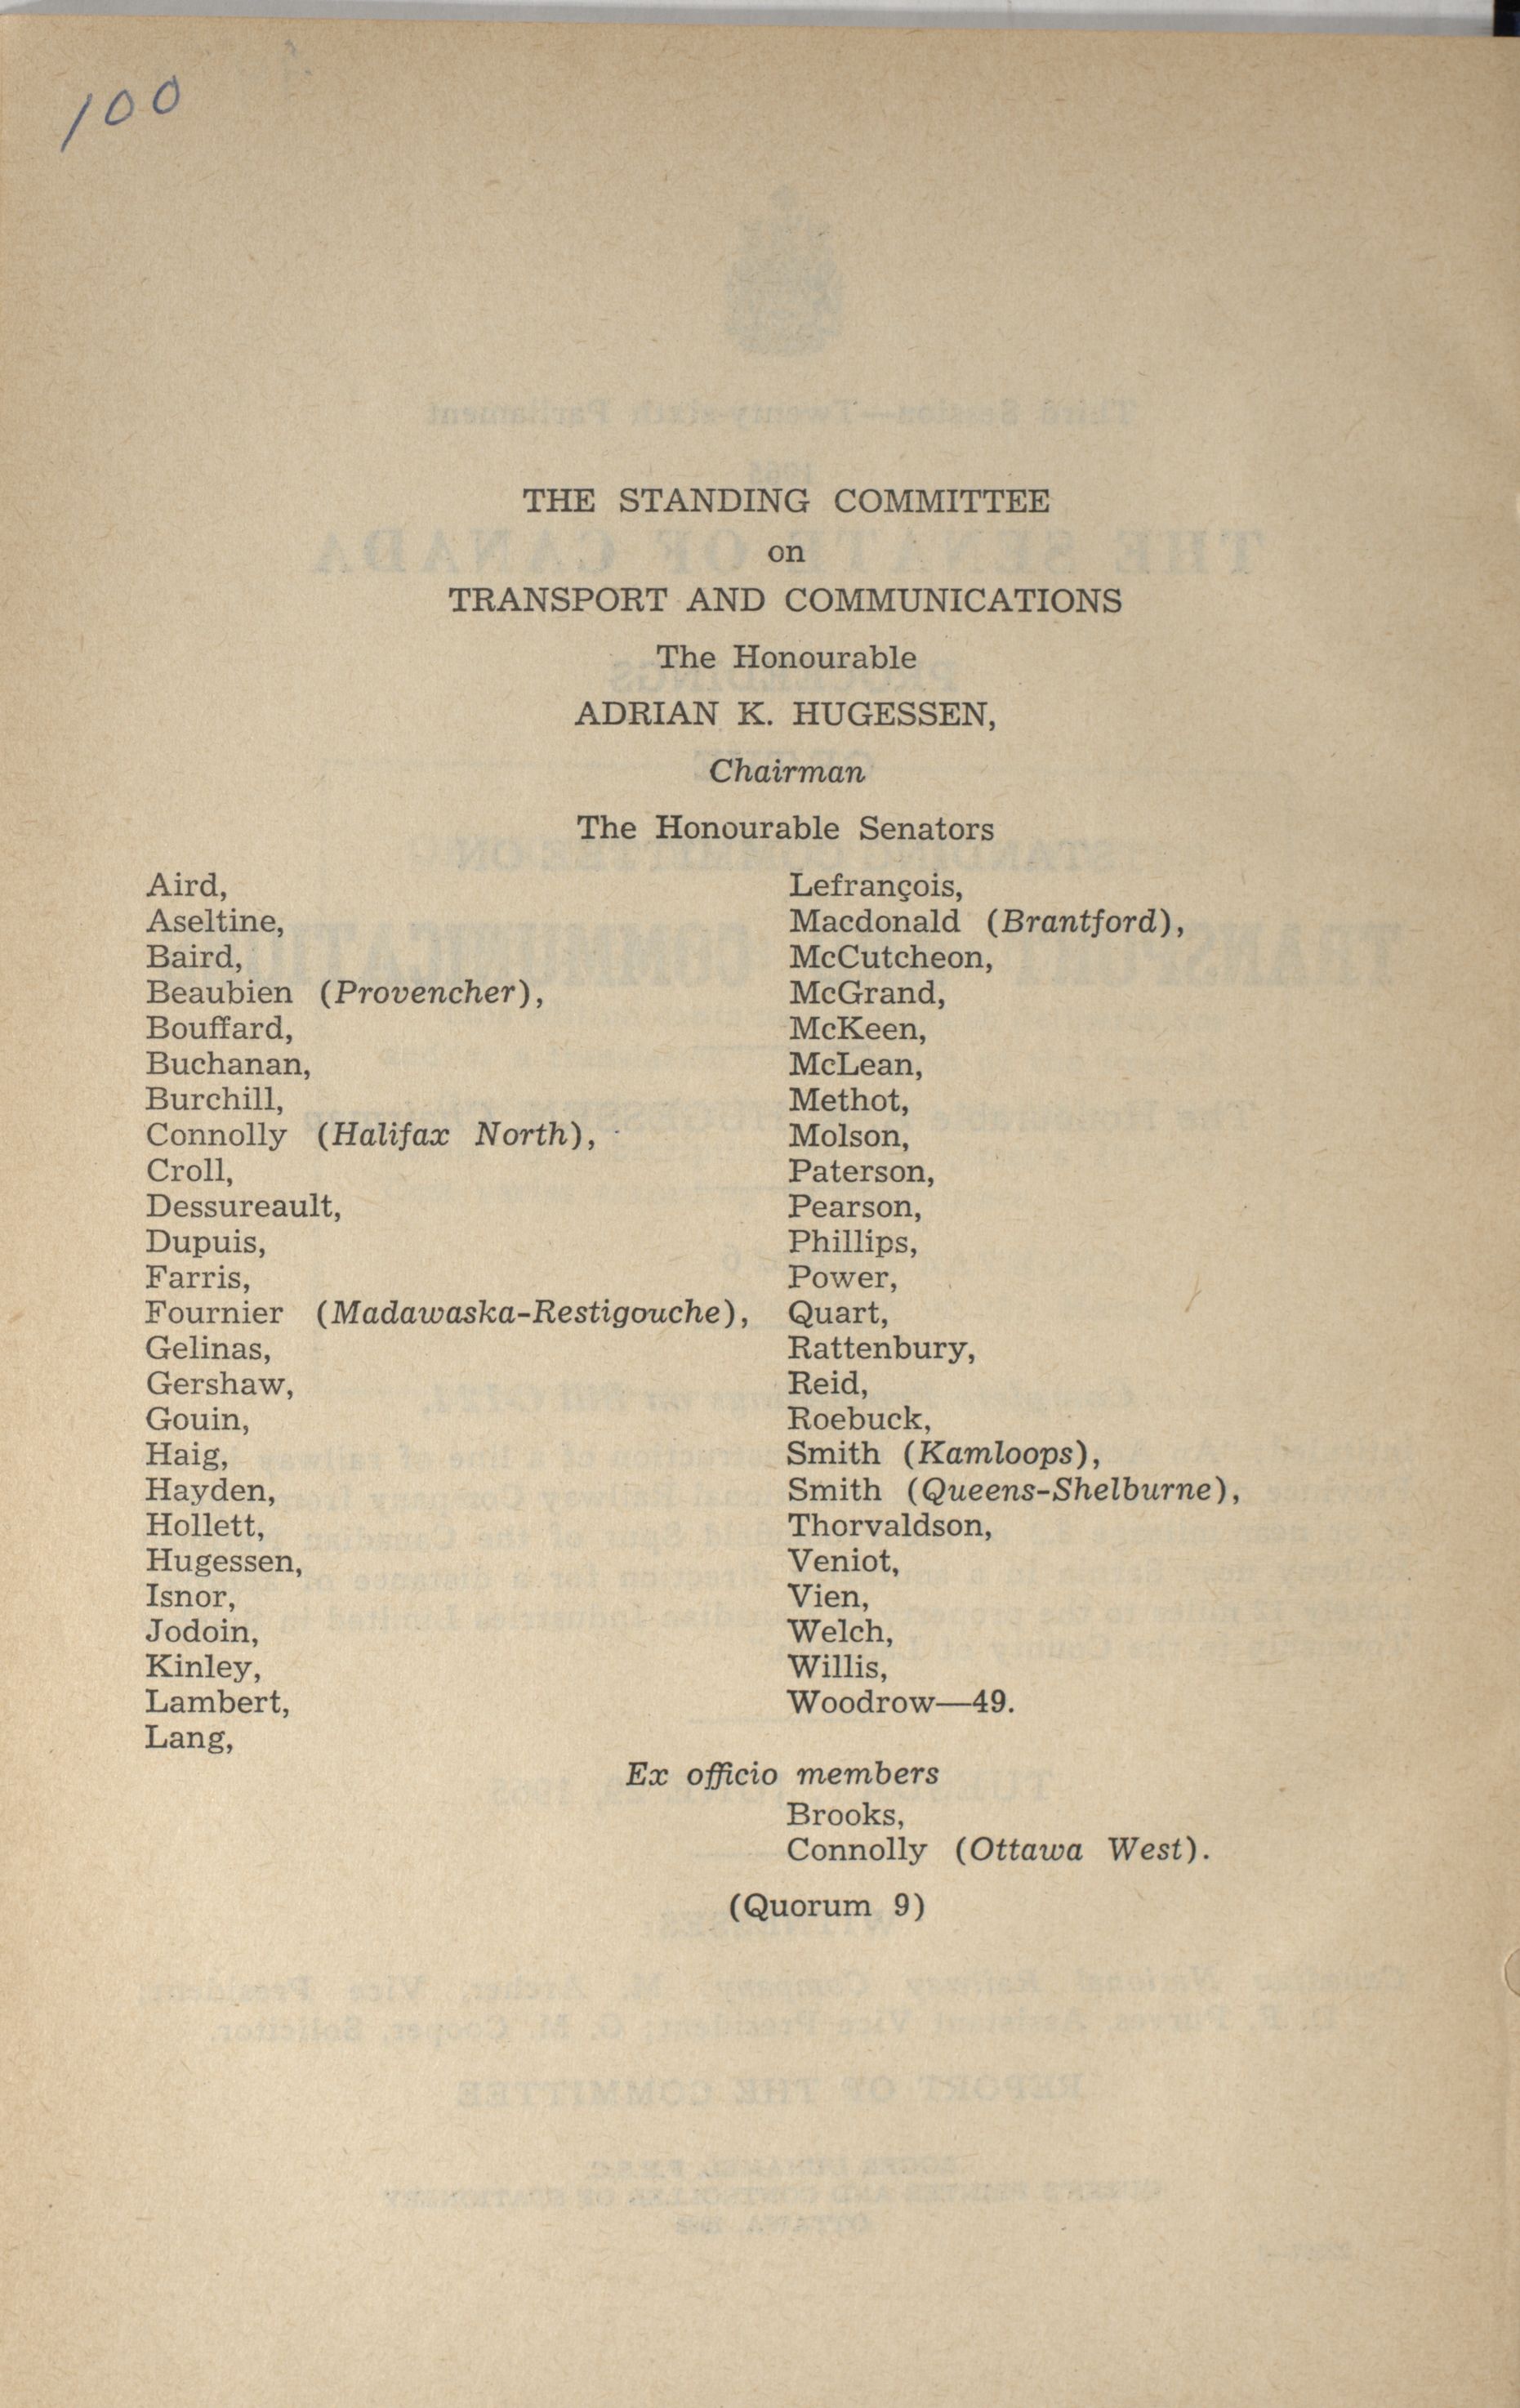 100
THE STANDING COMMITTEE
on
TRANSPORT AND COMMUNICATIONS
The Honourable
ADRIAN K. HUGESSEN,
Chairman
The Honourable Senators
Aird,
Aseltine,
Baird,
Beaubien (Provencher),
Bouffard,
Buchanan,
Burchill,
Connolly (Halifax North),
Croll,
Dessureault,
Dupuis,
Farris,
Fournier (Madawaska-Restigouche),
Gelinas,
Gershaw,
Gouin,
Haig,
Hayden,
Hollett,
Hugessen,
Isnor,
Jodoin,
Kinley,
Lambert,
Lang,
Lefrançois,
Macdonald (Brantford),
McCutcheon,
McGrand,
McKeen,
McLean,
Methot,
Molson,
Paterson,
Pearson,
Phillips,
Power,
Quart,
Rattenbury,
Reid,
Roebuck,
Smith (Kamloops),
Smith (Queens-Shelburne),
Thorvaldson,
Veniot,
Vien,
Welch,
Willis,
Woodrow—49.
Ex officio members
Brooks,
Connolly (Ottawa West).
(Quorum 9)